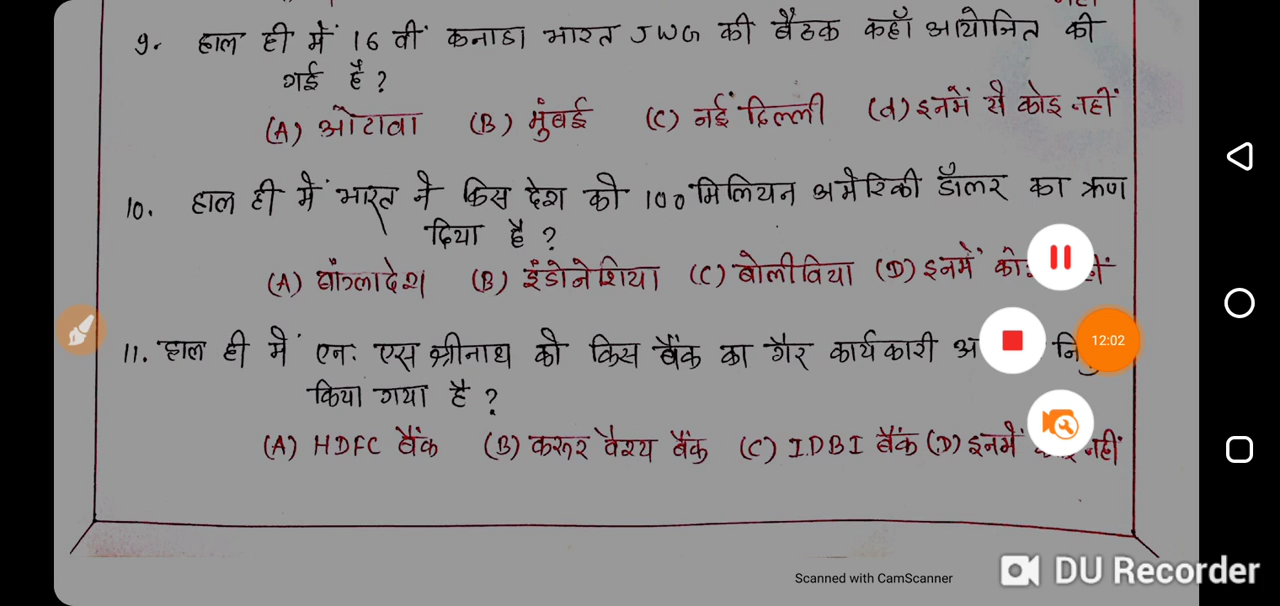 9. हाल ही में 16 वीं कनाडा भारत JWG की बैठक कहाँ आयोजित की
गई है ?
(A) ओटावा (B) मुंबई (C) नई दिल्ली (d) इनमें से कोइ नहीं
10. हाल ही में भारत ने किस देश को 100 मिलियन अमेरिकी डॉलर का ऋण
दिया है ?
(A) बांग्लादेश (B) इंडोनेशिया (C) बोलीविया (D) इनमें
11. हाल ही में एन. एस श्रीनाथ को किस बैंक का गैर कार्यकारी
12:02
किया गया है ?
(A) HDFC बैंक (B) करूर वैश्य बैंक (C) IDBI बैंक (D) इनमें नहीं
Scanned with CamScanner
DU Recorder